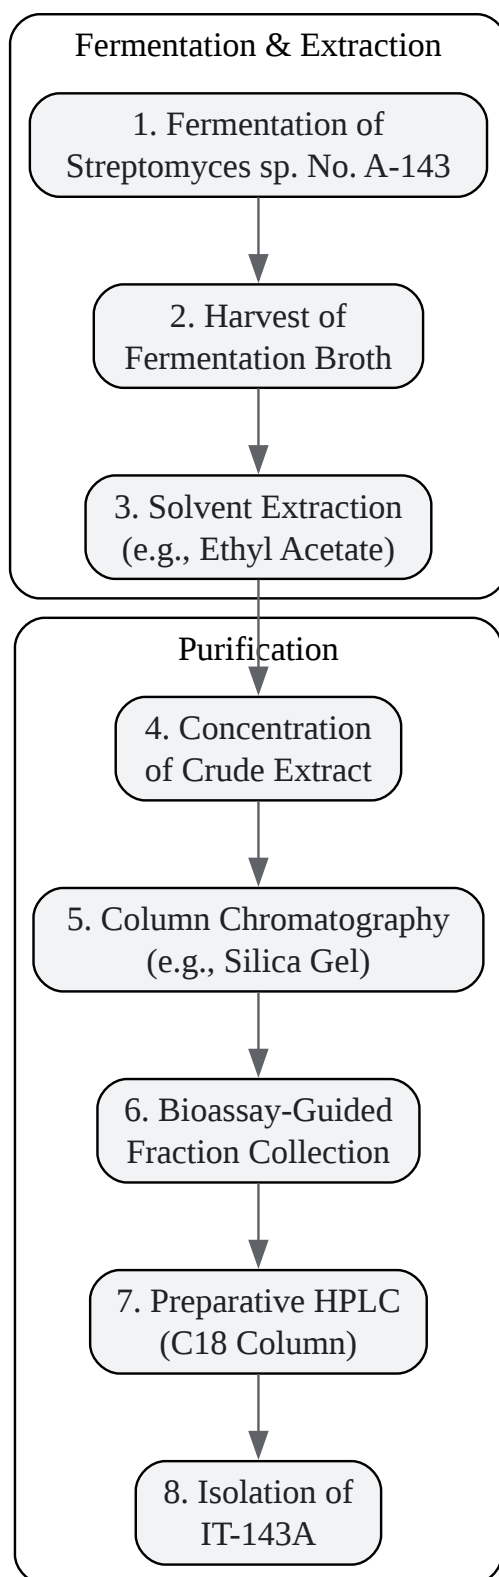 Fermentation & Extraction
1. Fermentation of
Streptomyces sp. No. A-143
2. Harvest of
Fermentation Broth
3. Solvent Extraction
(e.g., Ethyl Acetate)
Purification
4. Concentration
of Crude Extract
5. Column Chromatography
(e.g., Silica Gel)
6. Bioassay-Guided
Fraction Collection
7. Preparative HPLC
(C18 Column)
8. Isolation of
IT-143A